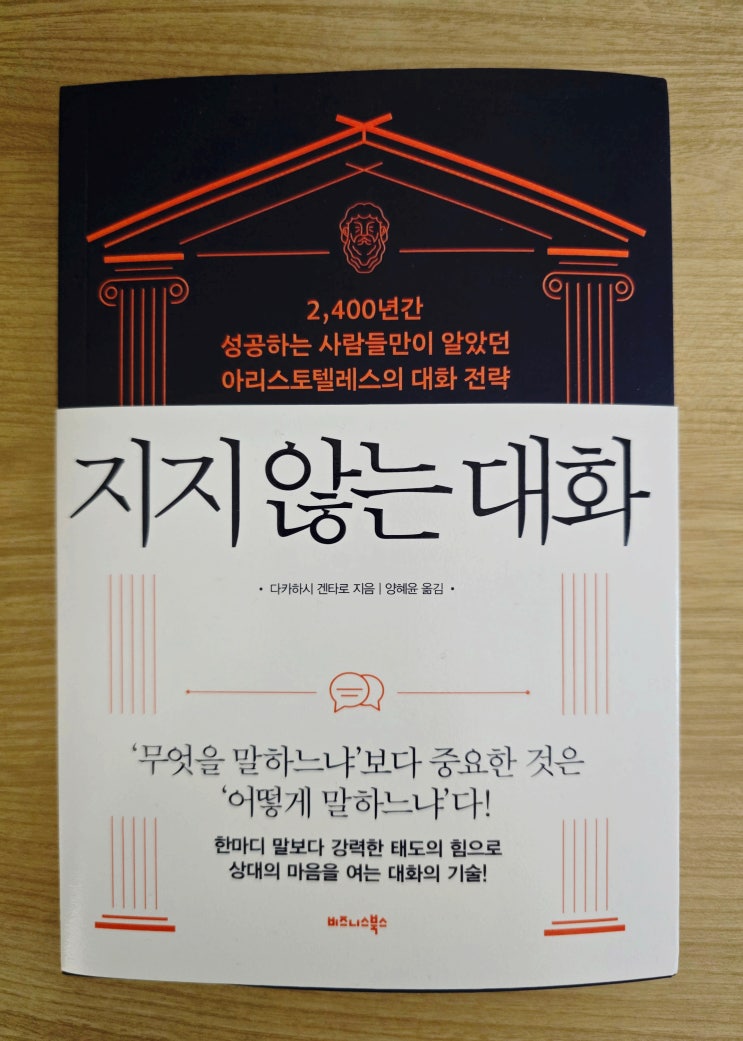 2,400년간
성공하는 사람들만이 알았던
아리스토텔레스의 대화 전략
지지 않는 대화
• 다카하시 겐타로 지음 | 양혜윤 옮김 •
‘무엇을 말하느냐’보다 중요한 것은
‘어떻게 말하느냐’다!
한마디 말보다 강력한 태도의 힘으로
상대의 마음을 여는 대화의 기술!
비즈니스북스